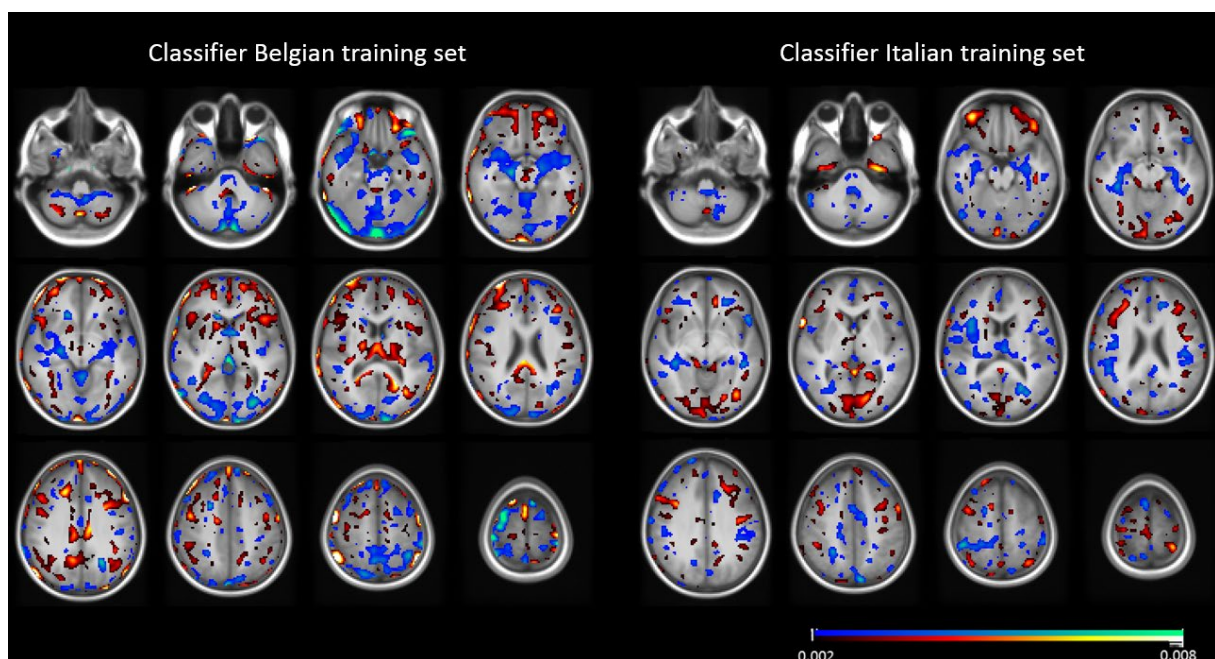 Classifier Belgian training set
Classifier Italian training set
0.002
0.008